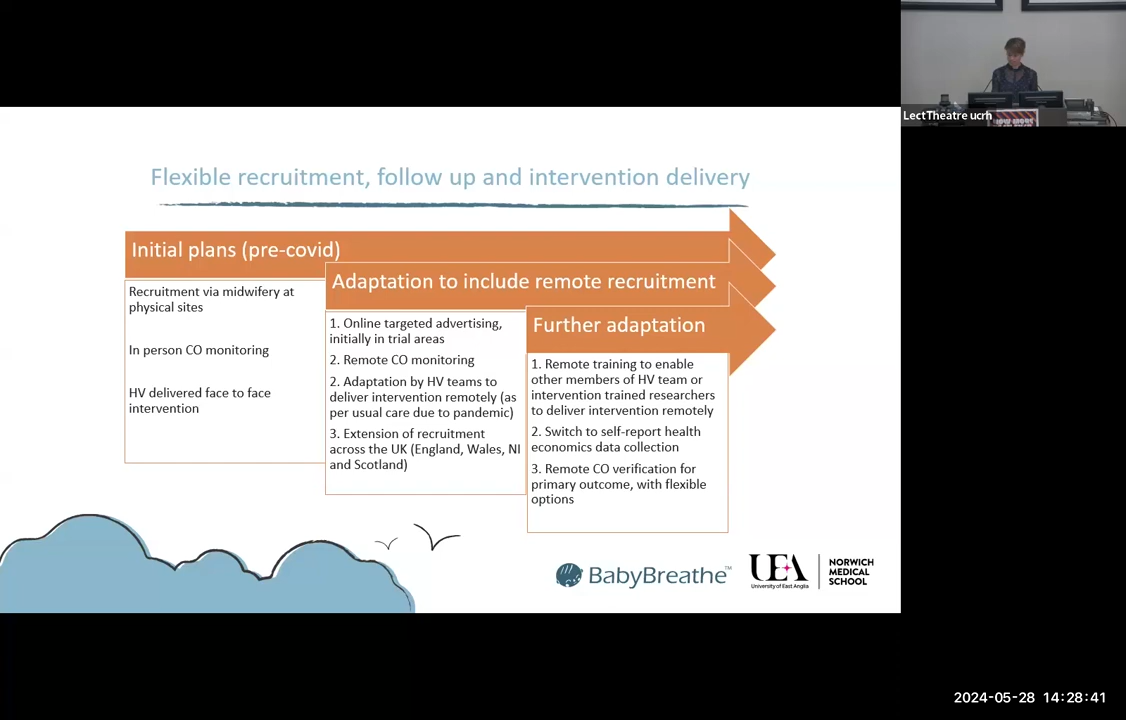 LectTheatre ucrh
Flexible recruitment, follow up and intervention delivery
Initial plans (pre-covid)
Recruitment via midwifery at
physical sites
In person CO monitoring
HV delivered face to face
intervention
Adaptation to include remote recruitment
1. Online targeted advertising,
initially in trial areas
2. Remote CO monitoring
2. Adaptation by HV teams to
deliver intervention remotely (as
per usual care due to pandemic)
3. Extension of recruitment
across the UK (England, Wales, NI
and Scotland)
Further adaptation
1. Remote training to enable
other members of HV team or
intervention trained researchers
to deliver intervention remotely
2. Switch to self-report health
economics data collection
3. Remote CO verification for
primary outcome, with flexible
options
BabyBreathe™
UEA
University of East Anglia
NORWICH
MEDICAL
SCHOOL
2024-05-28 14:28:41